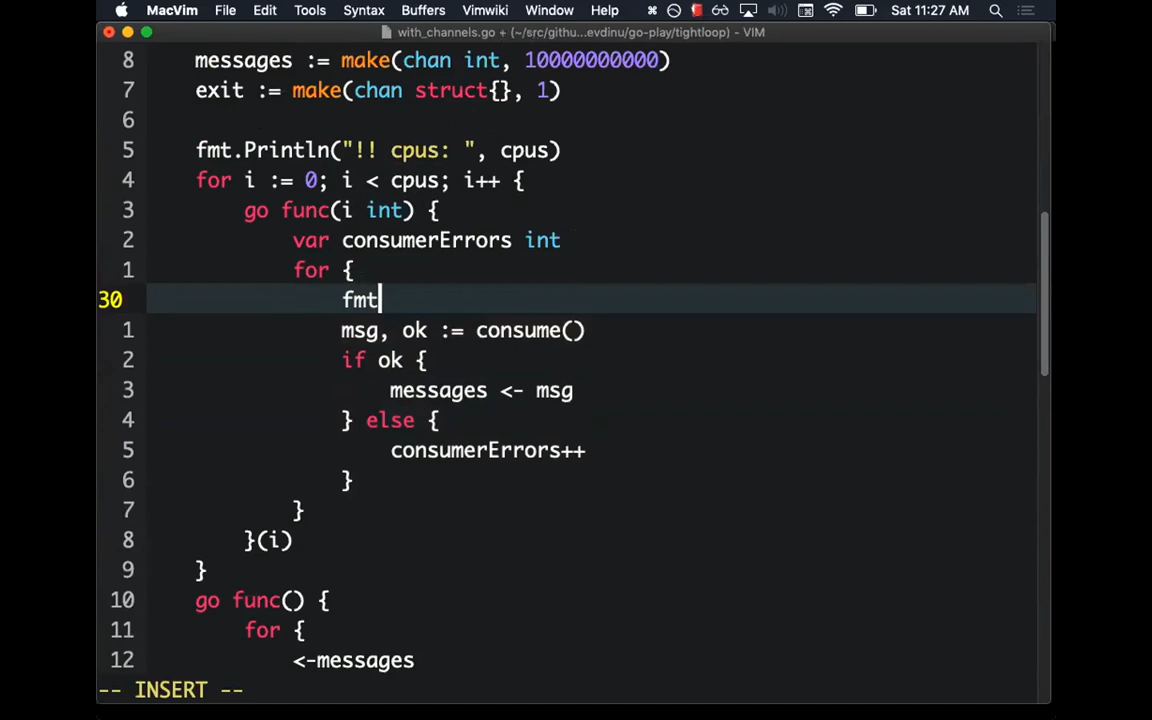 MacVim File Edit Tools Syntax Buffers Vimwiki Window Help Sat 11:27 AM
with_channels.go + (~/src/githu...evdinu/go-play/tightloop) - VIM
8 messages := make(chan int, 10000000000)
7 exit := make(chan struct{}, 1)
6
5 fmt.Println("!! cpus: ", cpus)
4 for i := 0; i < cpus; i++ {
3 go func(i int) {
2 var consumerErrors int
1 for {
30 fmt
1 msg, ok := consume()
2 if ok {
3 messages <- msg
4 } else {
5 consumerErrors++
6 }
7 }
8 }(i)
9 }
10 go func() {
11 for {
12 <-messages
-- INSERT --